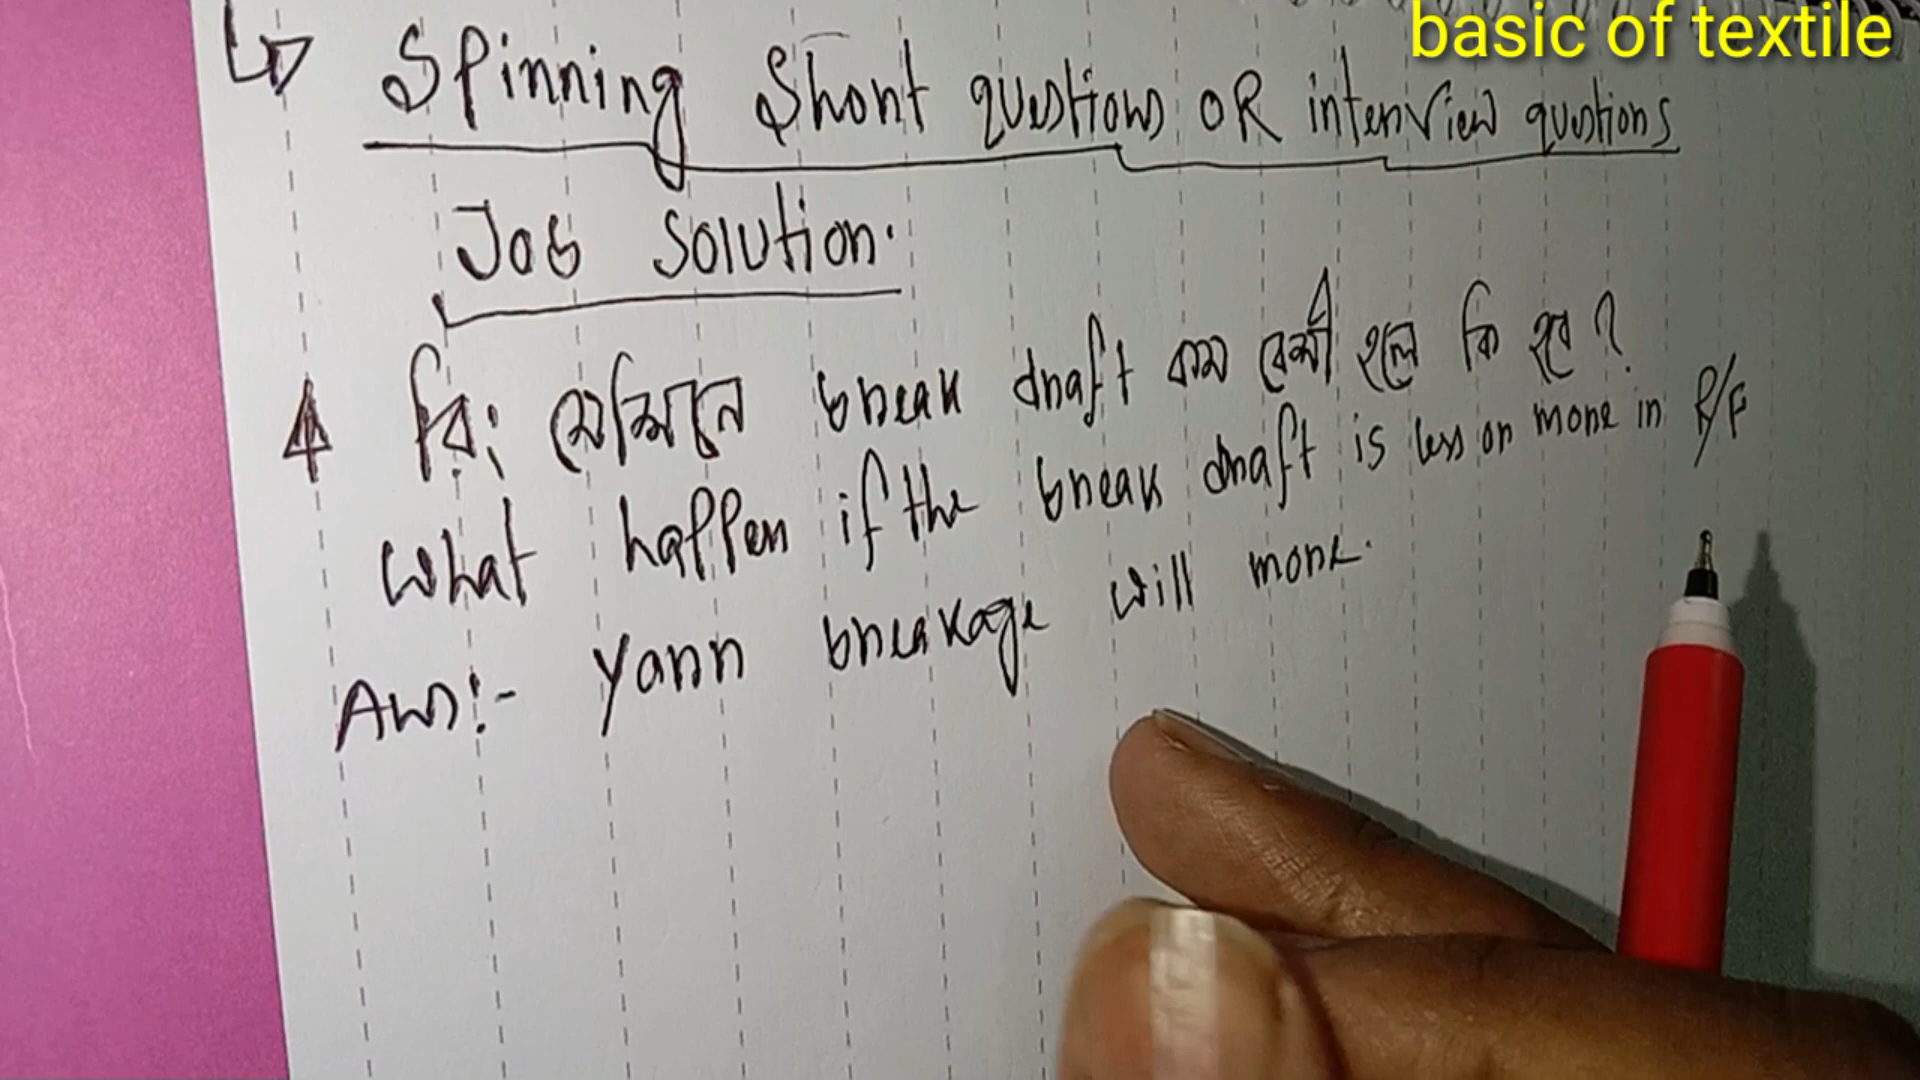 basic of textile
Spinning Short questions OR interview questions
Job Solution.
রিং মেশিনে break draft কম বেশী হলে কি হবে?
What happen if the break draft is less or more in R/F
Ans:- Yarn breakage will more.